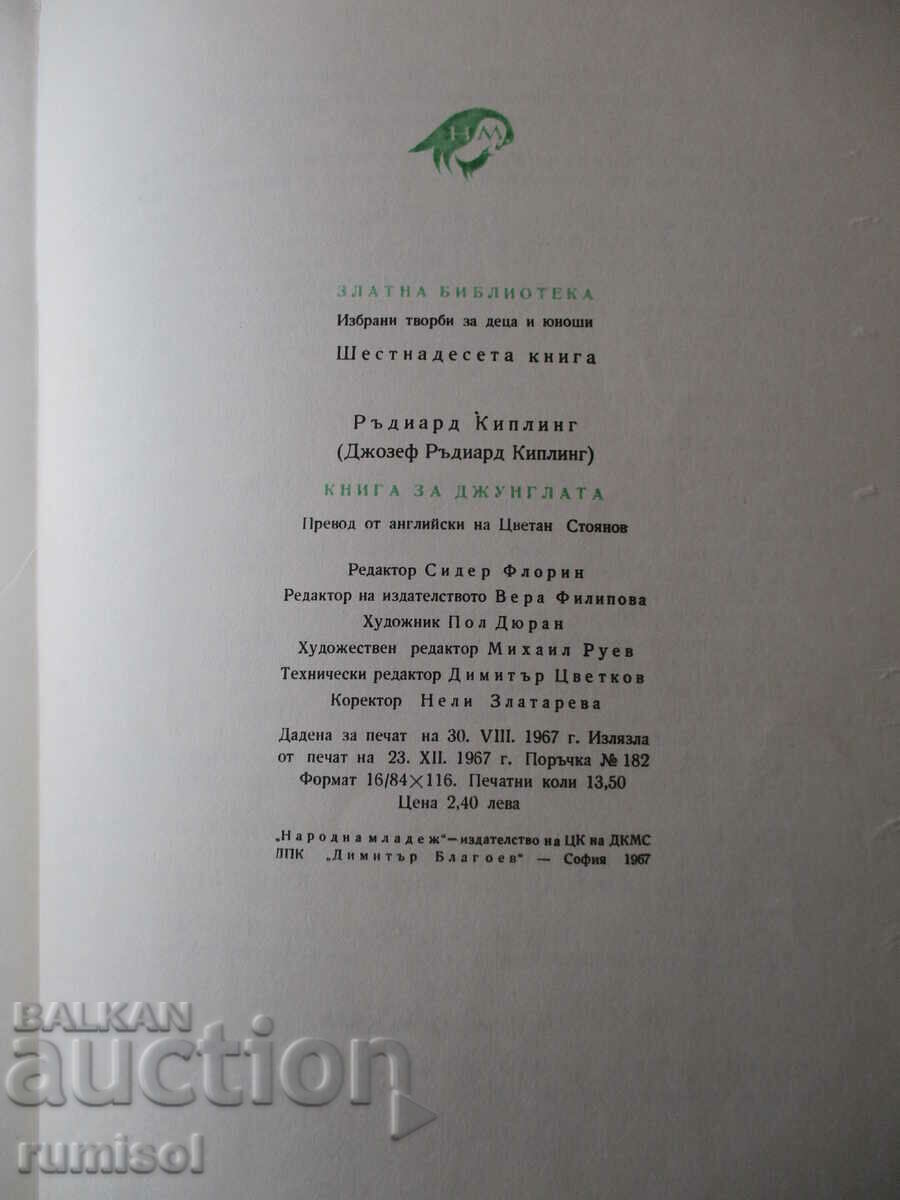 НМ
ЗЛАТНА БИБЛИОТЕКА
Избрани творби за деца и юноши
Шестнадесета книга
Ръдиард Киплинг
(Джозеф Ръдиард Киплинг)
КНИГА ЗА ДЖУНГЛАТА
Превод от английски на Цветан Стоянов
Редактор Сидер Флорин
Редактор на издателството Вера Филипова
Художник Пол Дюран
Художествен редактор Михаил Руев
Технически редактор Димитър Цветков
Коректор Нели Златарева
Дадена за печат на 30. VIII. 1967 г. Излязла
от печат на 23. XII. 1967 г. Поръчка № 182
Формат 16/84×116. Печатни коли 13,50
Цена 2,40 лева
„Народна младеж“ — издателство на ЦК на ДКМС
ППК „Димитър Благоев“ — София 1967
BALKAN
auction
rumisol